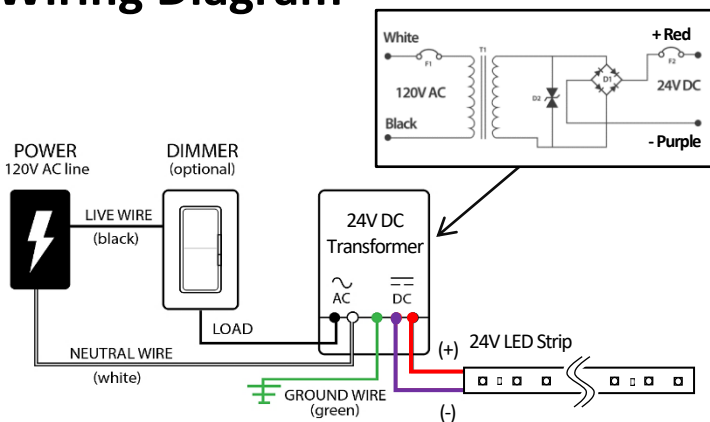 Wiring Diagram
White
F1
T1
120V AC
Black
D2
D1
+ Red
F2
24V DC
- Purple
POWER
120V AC line
DIMMER
(optional)
LIVE WIRE
(black)
24V DC
Transformer
AC
DC
LOAD
NEUTRAL WIRE
(white)
GROUND WIRE
(green)
(+)
24V LED Strip
(-)